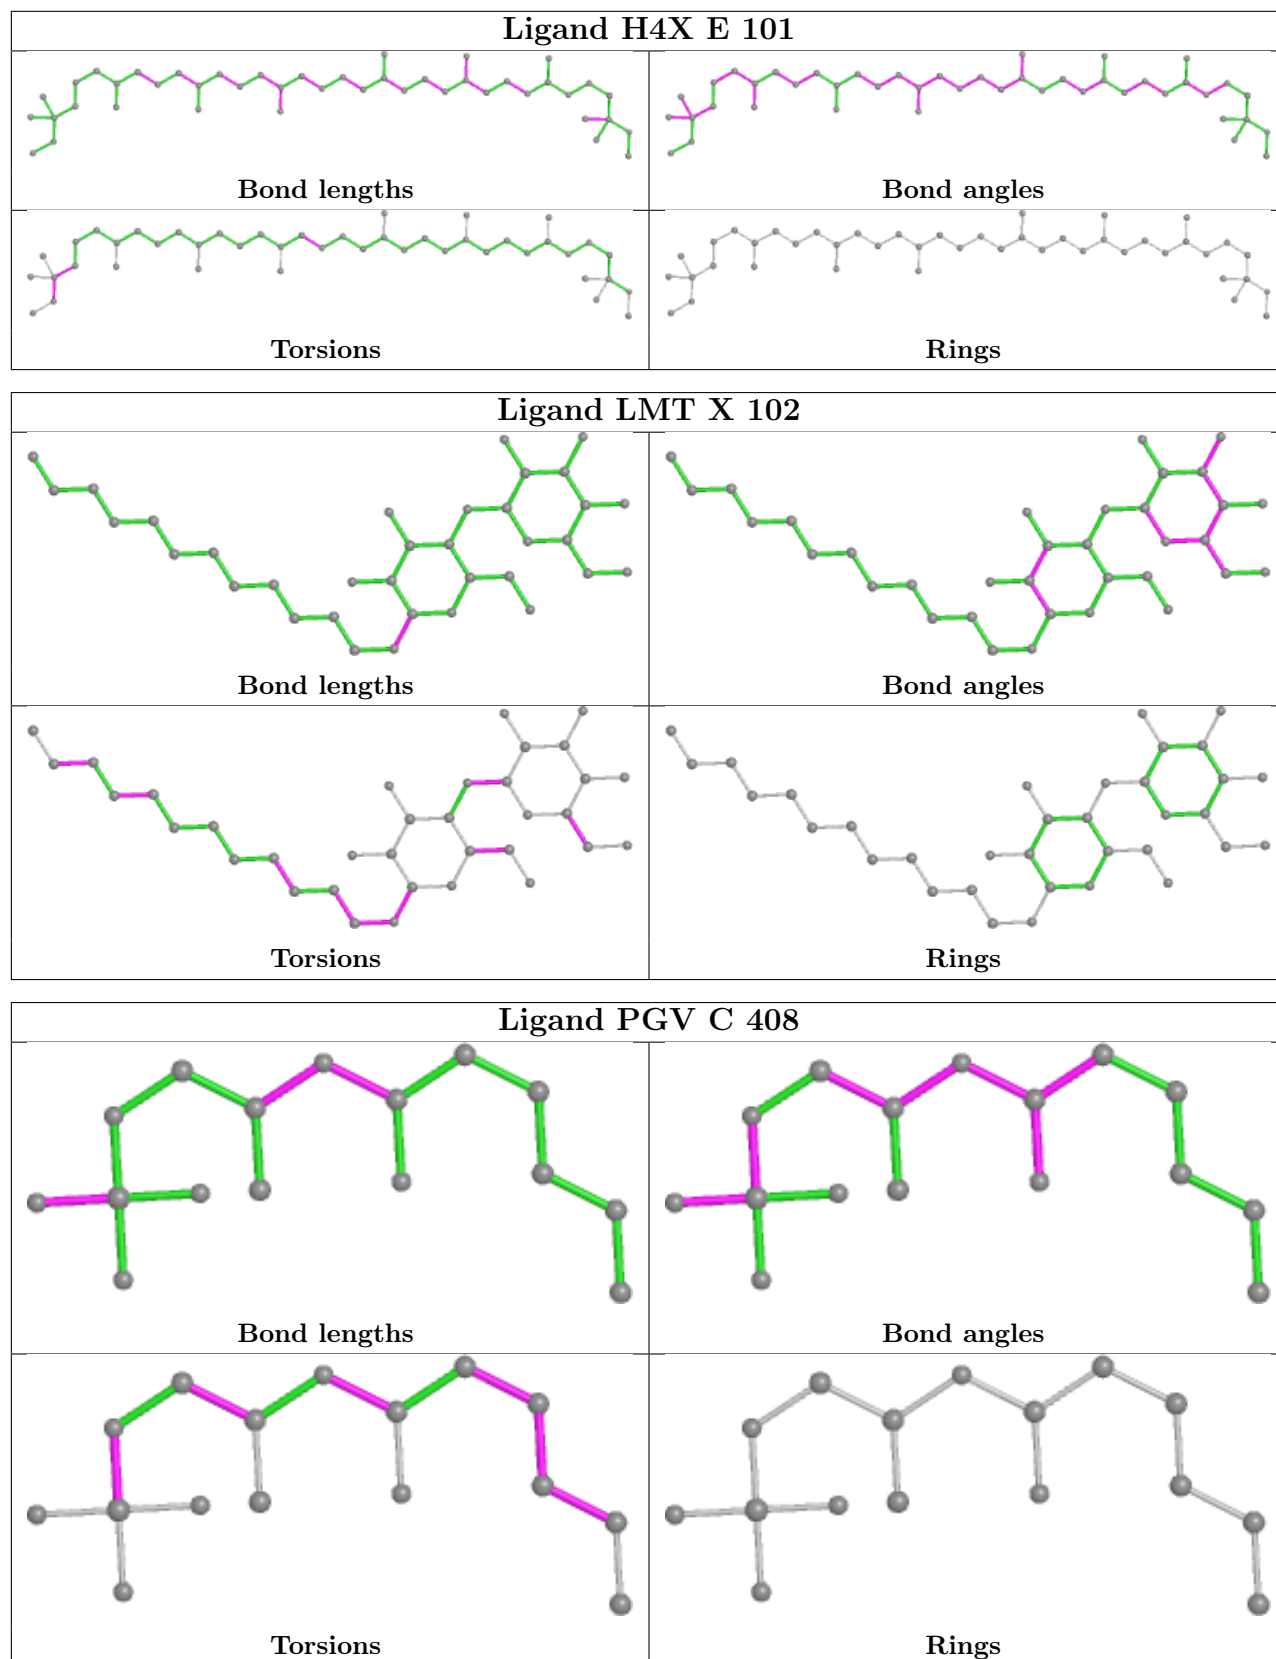 Ligand H4X E 101
Bond lengths
Bond angles
Torsions
Rings
Ligand LMT X 102
Bond lengths
Bond angles
Torsions
Rings
Ligand PGV C 408
Bond lengths
Bond angles
Torsions
Rings